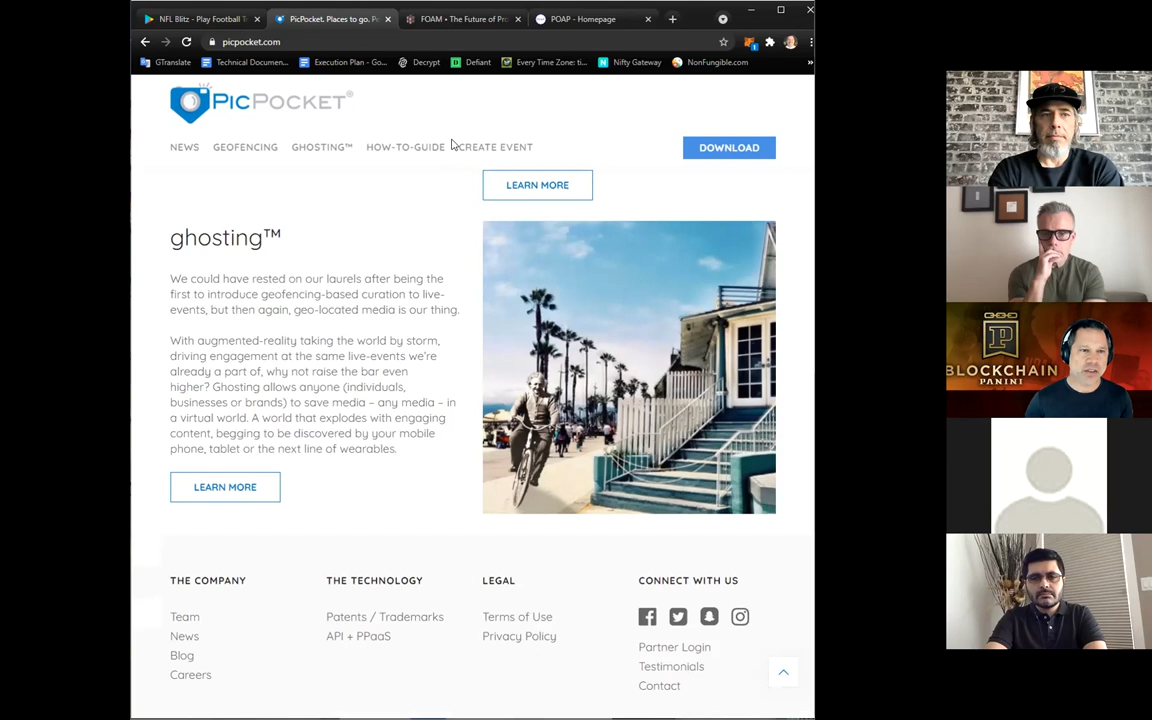 NFL Blitz - Play Football T
PicPocket. Places to go. Pe
FOAM • The Future of Pro
POAP - Homepage
picpocket.com
GTranslate
Technical Documen...
Execution Plan - Go...
Decrypt
Defiant
Every Time Zone: ti...
Nifty Gateway
NonFungible.com
PICPOCKET®
NEWS GEOFENCING GHOSTING™ HOW-TO-GUIDE CREATE EVENT
DOWNLOAD
LEARN MORE
ghosting™
We could have rested on our laurels after being the
first to introduce geofencing-based curation to live-
events, but then again, geo-located media is our thing.
With augmented-reality taking the world by storm,
driving engagement at the same live-events we're
already a part of, why not raise the bar even
higher? Ghosting allows anyone (individuals,
businesses or brands) to save media – any media – in
a virtual world. A world that explodes with engaging
content, begging to be discovered by your mobile
phone, tablet or the next line of wearables.
LEARN MORE
THE COMPANY
Team
News
Blog
Careers
THE TECHNOLOGY
Patents / Trademarks
API + PPaaS
LEGAL
Terms of Use
Privacy Policy
CONNECT WITH US
Partner Login
Testimonials
Contact
P
BLOCKCHAIN
PANINI